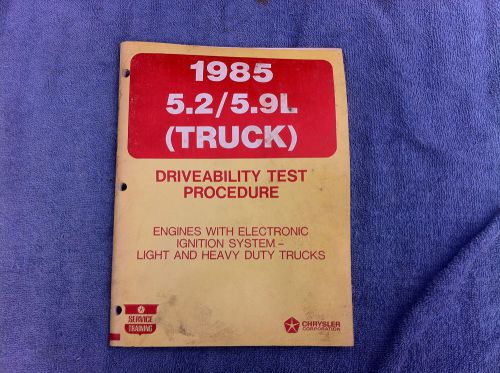 1985
5.2/5.9L
(TRUCK)
DRIVEABILITY TEST
PROCEDURE
ENGINES WITH ELECTRONIC
IGNITION SYSTEM –
LIGHT AND HEAVY DUTY TRUCKS
SERVICE
TRAINING
CHRYSLER
CORPORATION